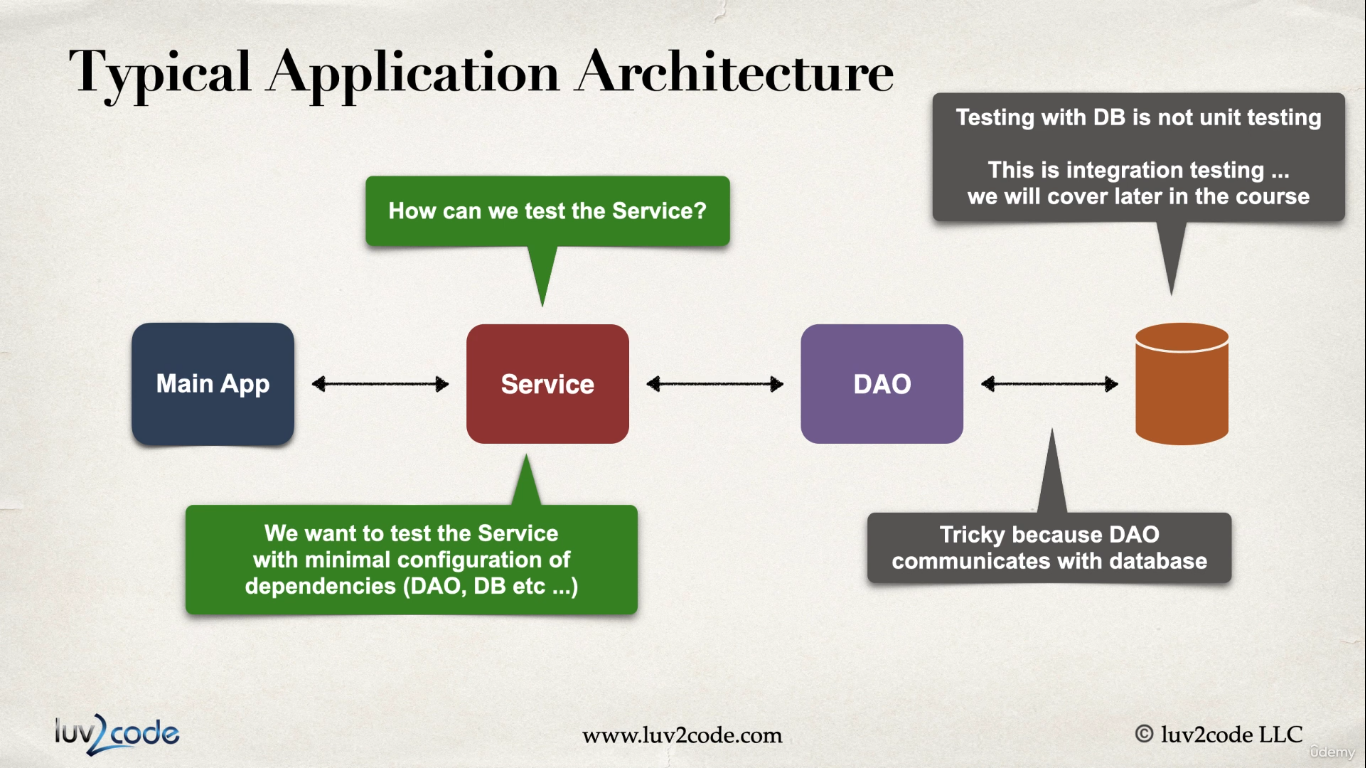 Typical Application Architecture
Testing with DB is not unit testing
This is integration testing ...
we will cover later in the course
How can we test the Service?
Main App
Service
DAO
We want to test the Service
with minimal configuration of
dependencies (DAO, DB etc ...)
Tricky because DAO
communicates with database
luv2code
www.luv2code.com
© luv2code LLC
ûdemy